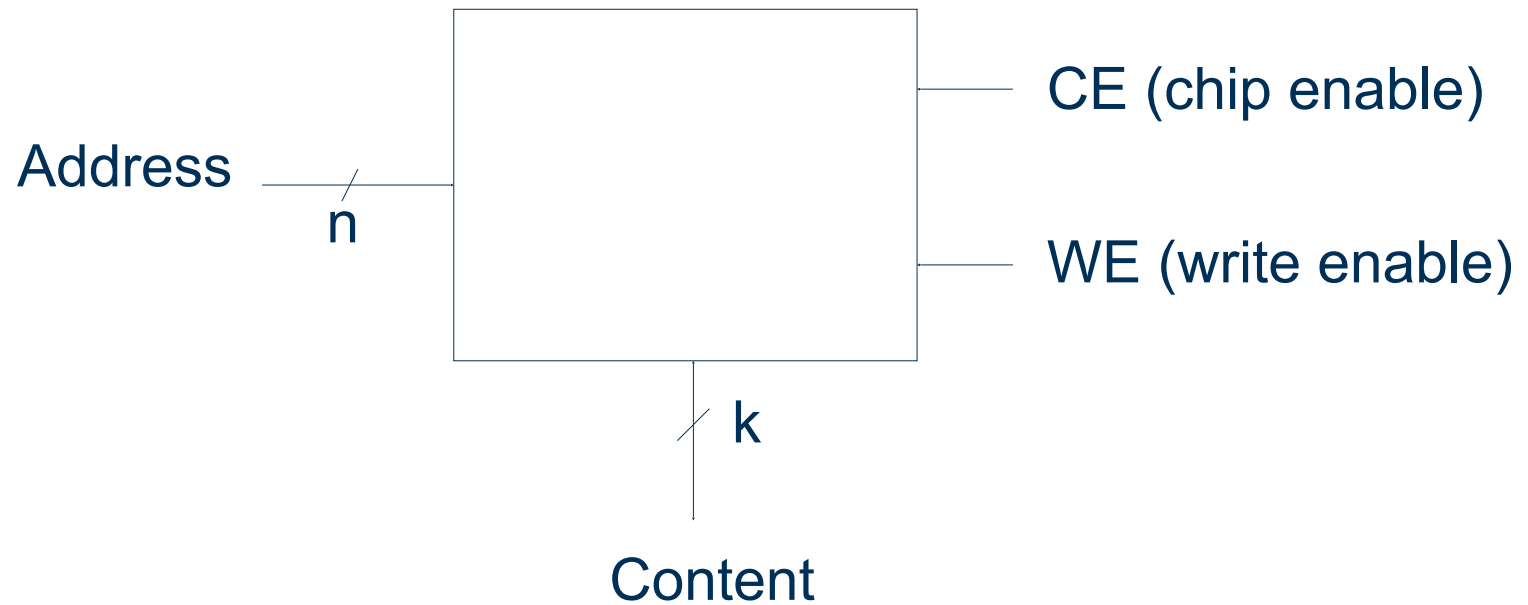 CE (chip enable)
Address
n
WE (write enable)
k
Content